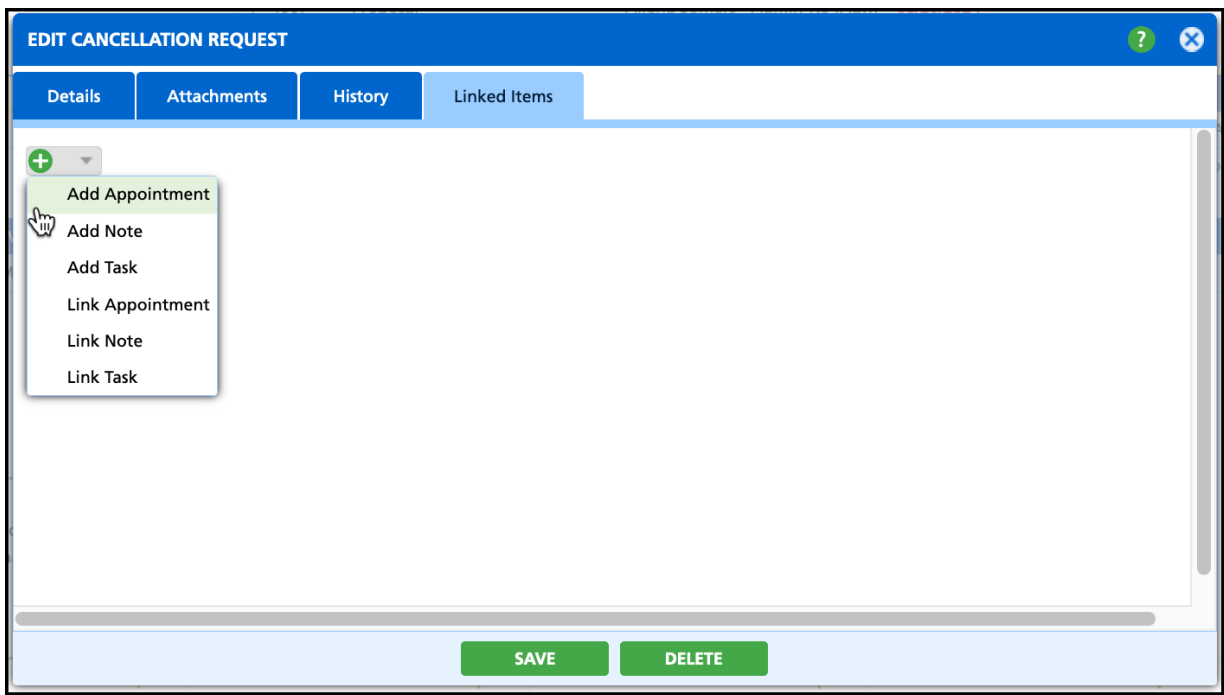 EDIT CANCELLATION REQUEST ?
Details Attachments History Linked Items
Add Appointment
Add Note
Add Task
Link Appointment
Link Note
Link Task
SAVE DELETE